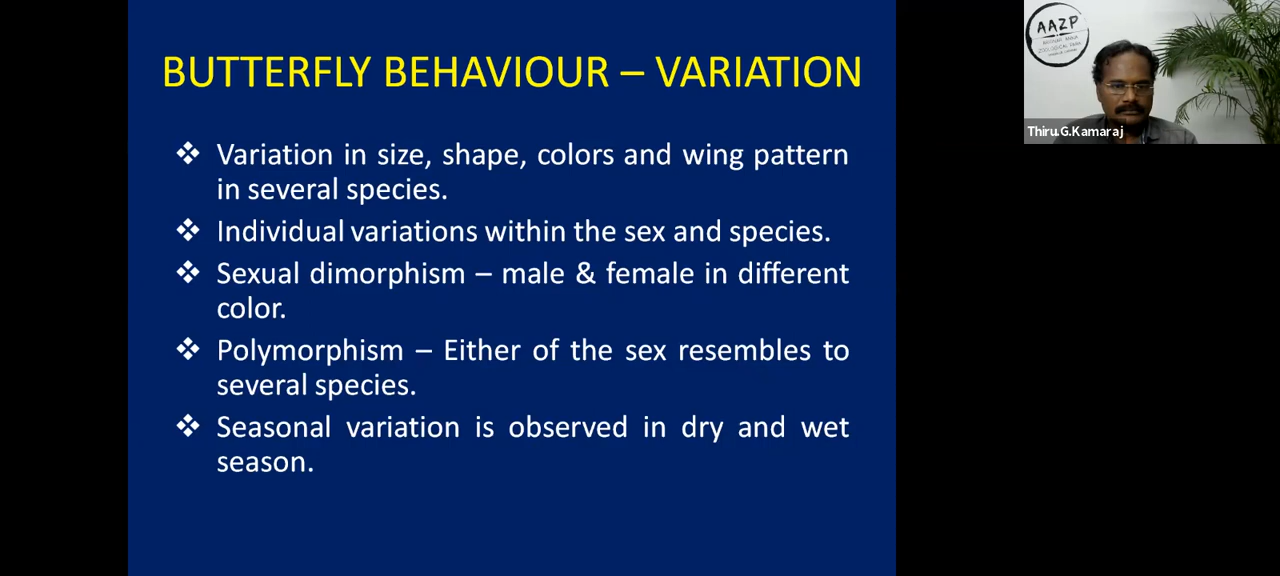 BUTTERFLY BEHAVIOUR – VARIATION
❖ Variation in size, shape, colors and wing pattern
in several species.
❖ Individual variations within the sex and species.
❖ Sexual dimorphism – male & female in different
color.
❖ Polymorphism – Either of the sex resembles to
several species.
❖ Seasonal variation is observed in dry and wet
season.
AAZP
ZOOLOGICAL PARK
Thiru.G.Kamaraj